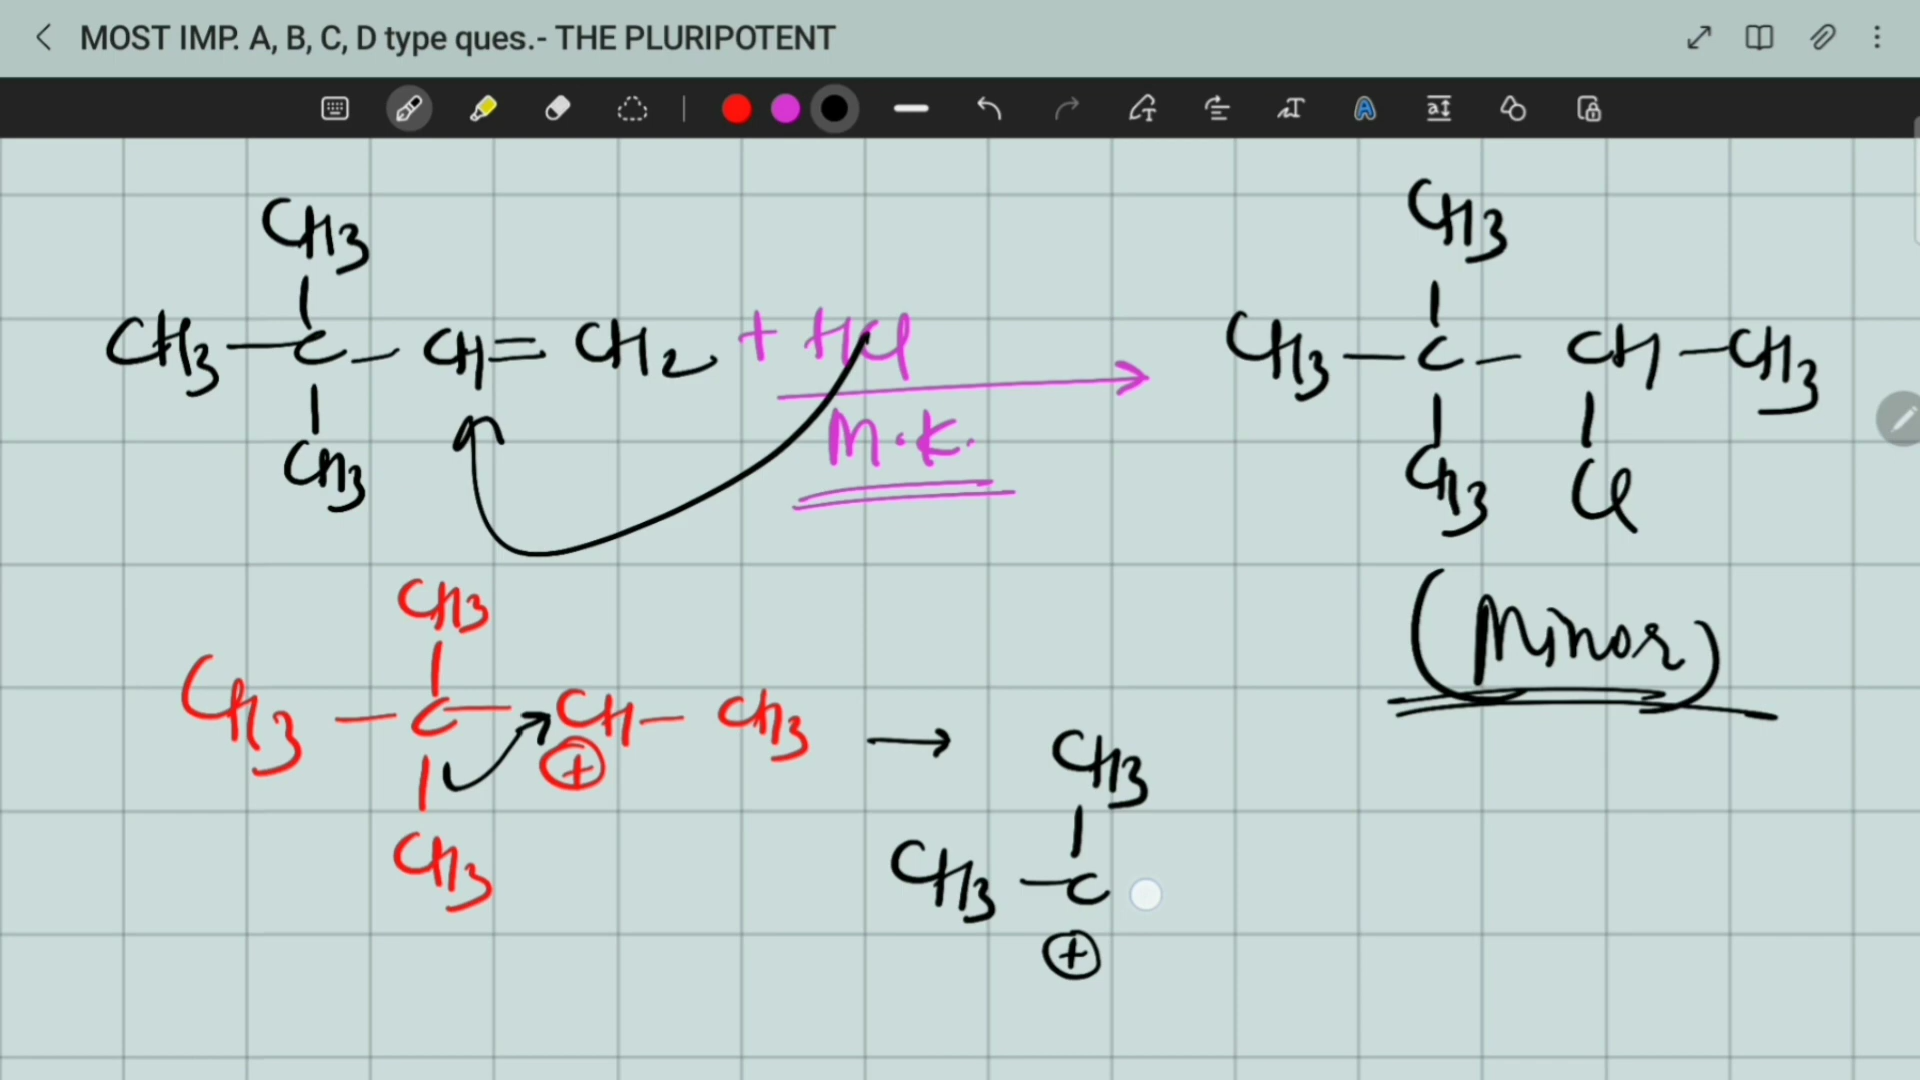 MOST IMP. A, B, C, D type ques.- THE PLURIPOTENT
CH3 CH3
CH3 — C — CH = CH2 + HCl CH3 — C — CH — CH3
M.K.
CH3 CH3 Cl
CH3 (Minor)
CH3 — C — CH — CH3 → CH3
⊕
CH3 CH3 — C
⊕